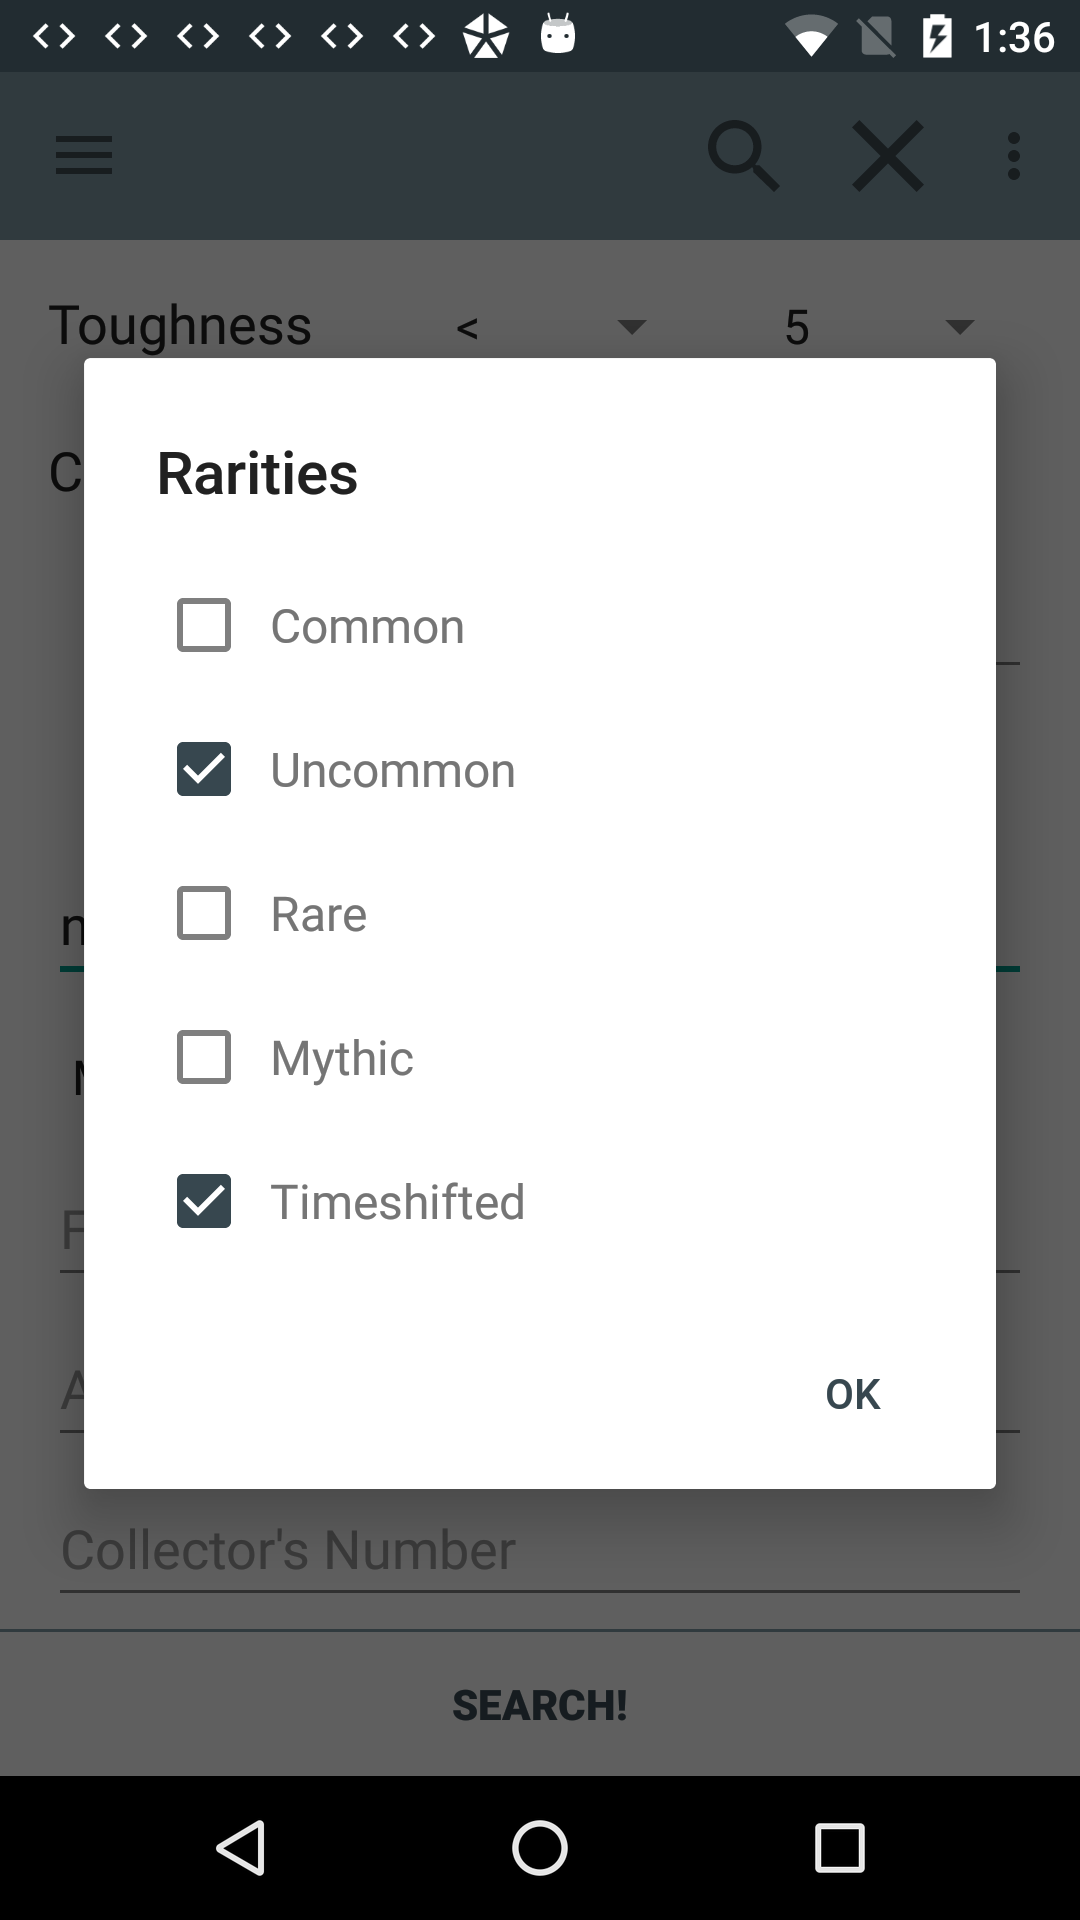 1:36
Toughness < 5
C
Rarities
Common
Uncommon
Rare
Mythic
Timeshifted
OK
Collector's Number
SEARCH!